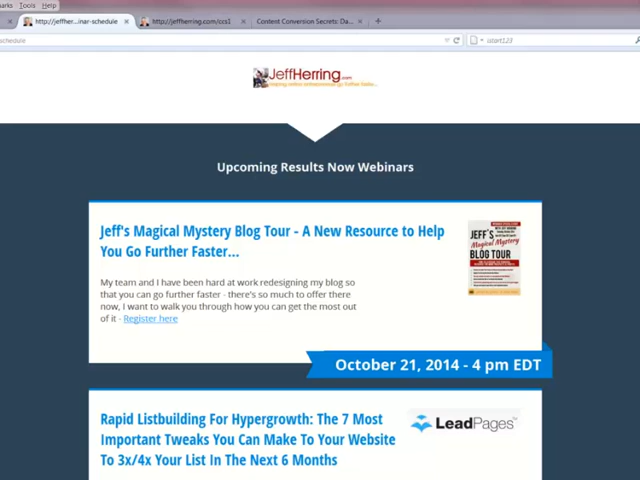 Tools Help
http://jeffher...inar-schedule
http://jeffherring.com/ccs1
Content Conversion Secrets: Da...
schedule
start123
JeffHerring.com
Upcoming Results Now Webinars
Jeff's Magical Mystery Blog Tour - A New Resource to Help
You Go Further Faster...
JEFF'S
Magical Mystery
BLOG TOUR
My team and I have been hard at work redesigning my blog so
that you can go further faster - there's so much to offer there
now, I want to walk you through how you can get the most out
of it - Register here
October 21, 2014 - 4 pm EDT
Rapid Listbuilding For Hypergrowth: The 7 Most
Important Tweaks You Can Make To Your Website
To 3x/4x Your List In The Next 6 Months
LeadPages™